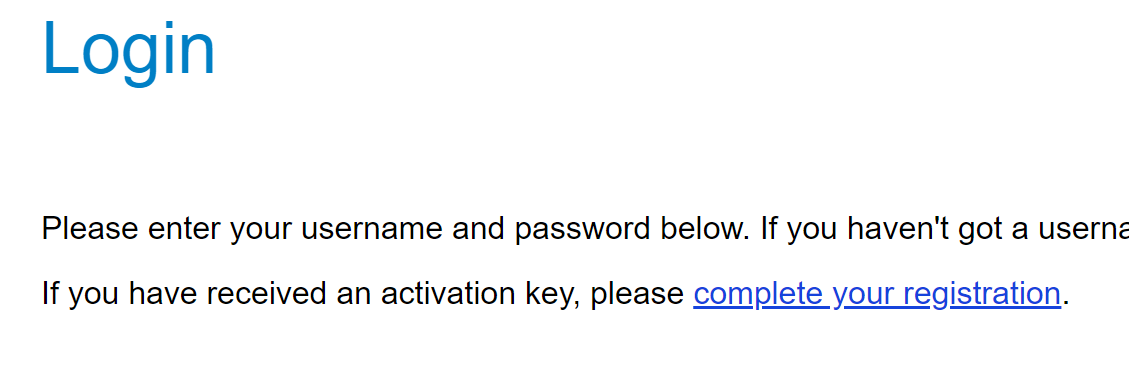 Login
Please enter your username and password below. If you haven't got a
If you have received an activation key, please complete your registration.